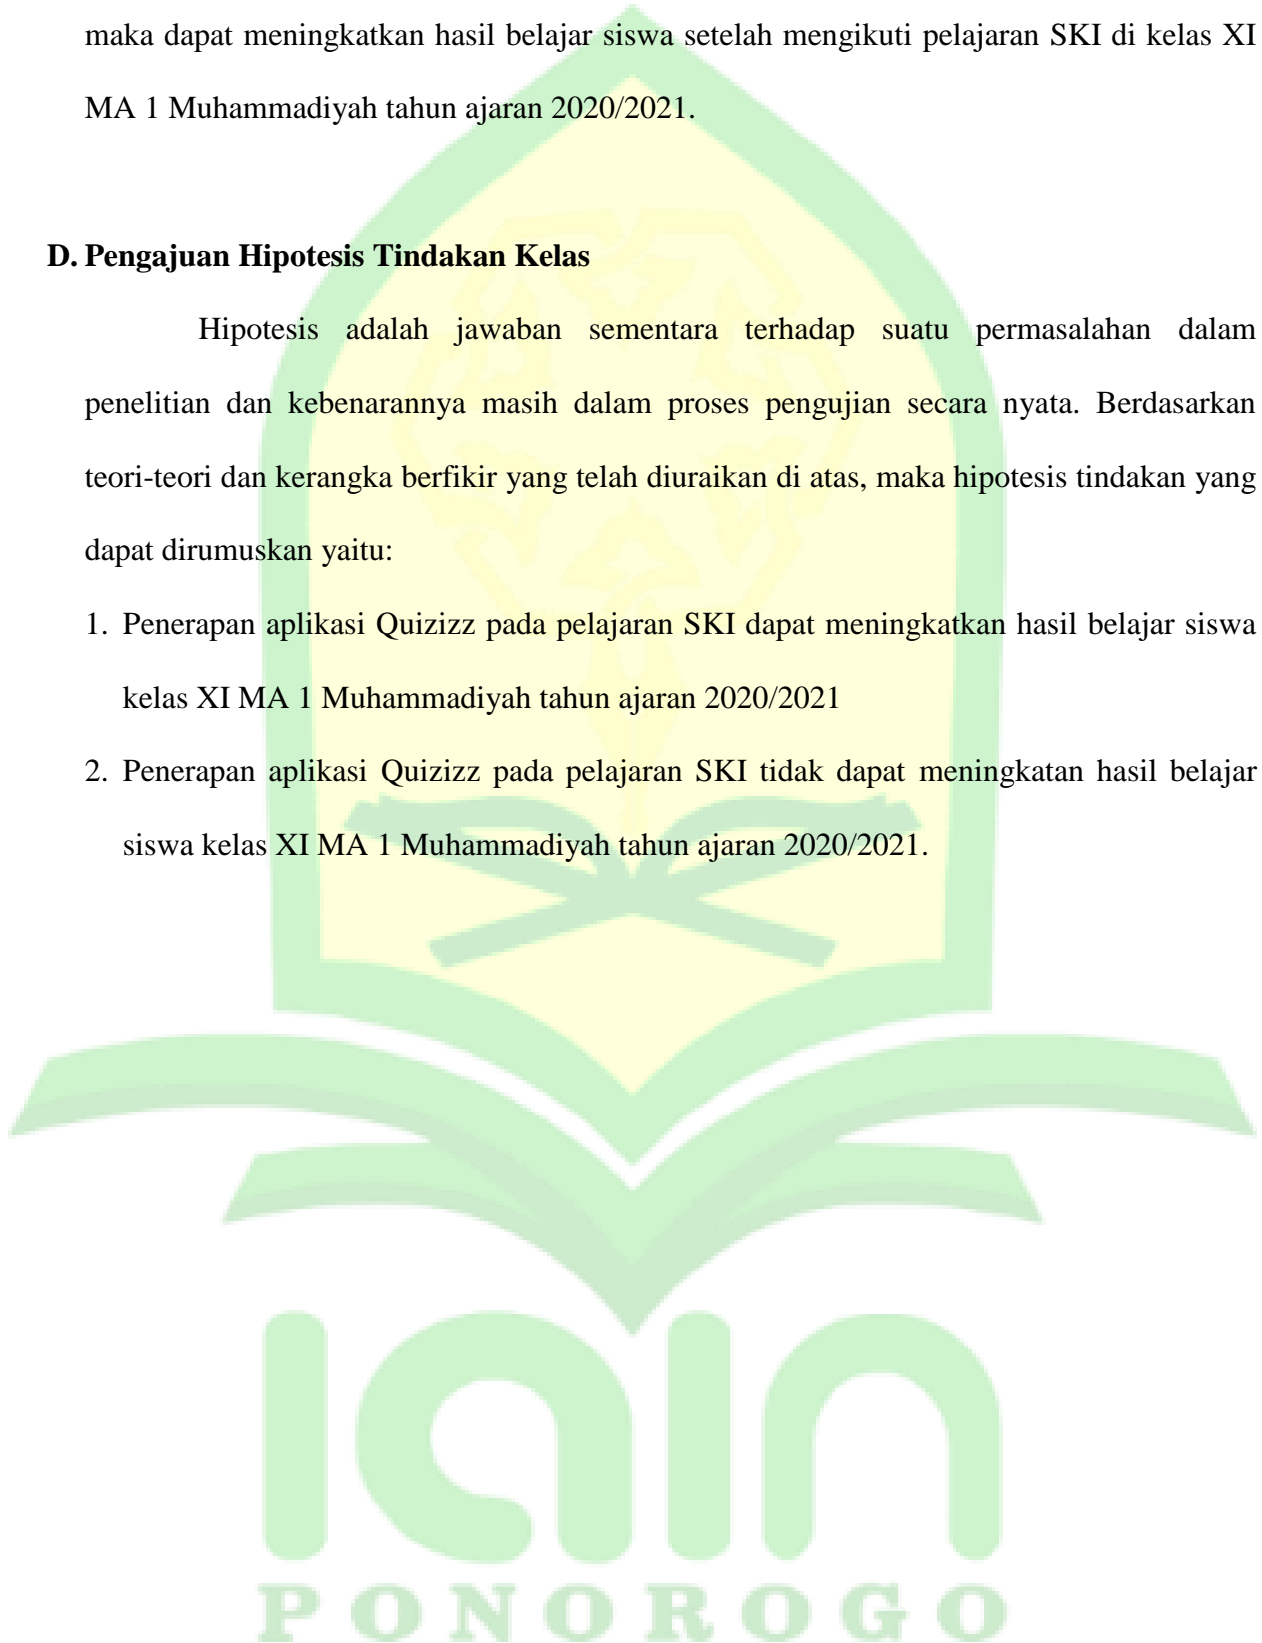 maka dapat meningkatkan hasil belajar siswa setelah mengikuti pelajaran SKI di kelas XI
MA 1 Muhammadiyah tahun ajaran 2020/2021.
D. Pengajuan Hipotesis Tindakan Kelas
Hipotesis adalah jawaban sementara terhadap suatu permasalahan dalam
penelitian dan kebenarannya masih dalam proses pengujian secara nyata. Berdasarkan
teori-teori dan kerangka berfikir yang telah diuraikan di atas, maka hipotesis tindakan yang
dapat dirumuskan yaitu:
1. Penerapan aplikasi Quizizz pada pelajaran SKI dapat meningkatkan hasil belajar siswa
kelas XI MA 1 Muhammadiyah tahun ajaran 2020/2021
2. Penerapan aplikasi Quizizz pada pelajaran SKI tidak dapat meningkatan hasil belajar
siswa kelas XI MA 1 Muhammadiyah tahun ajaran 2020/2021.
iain
PONOROGO